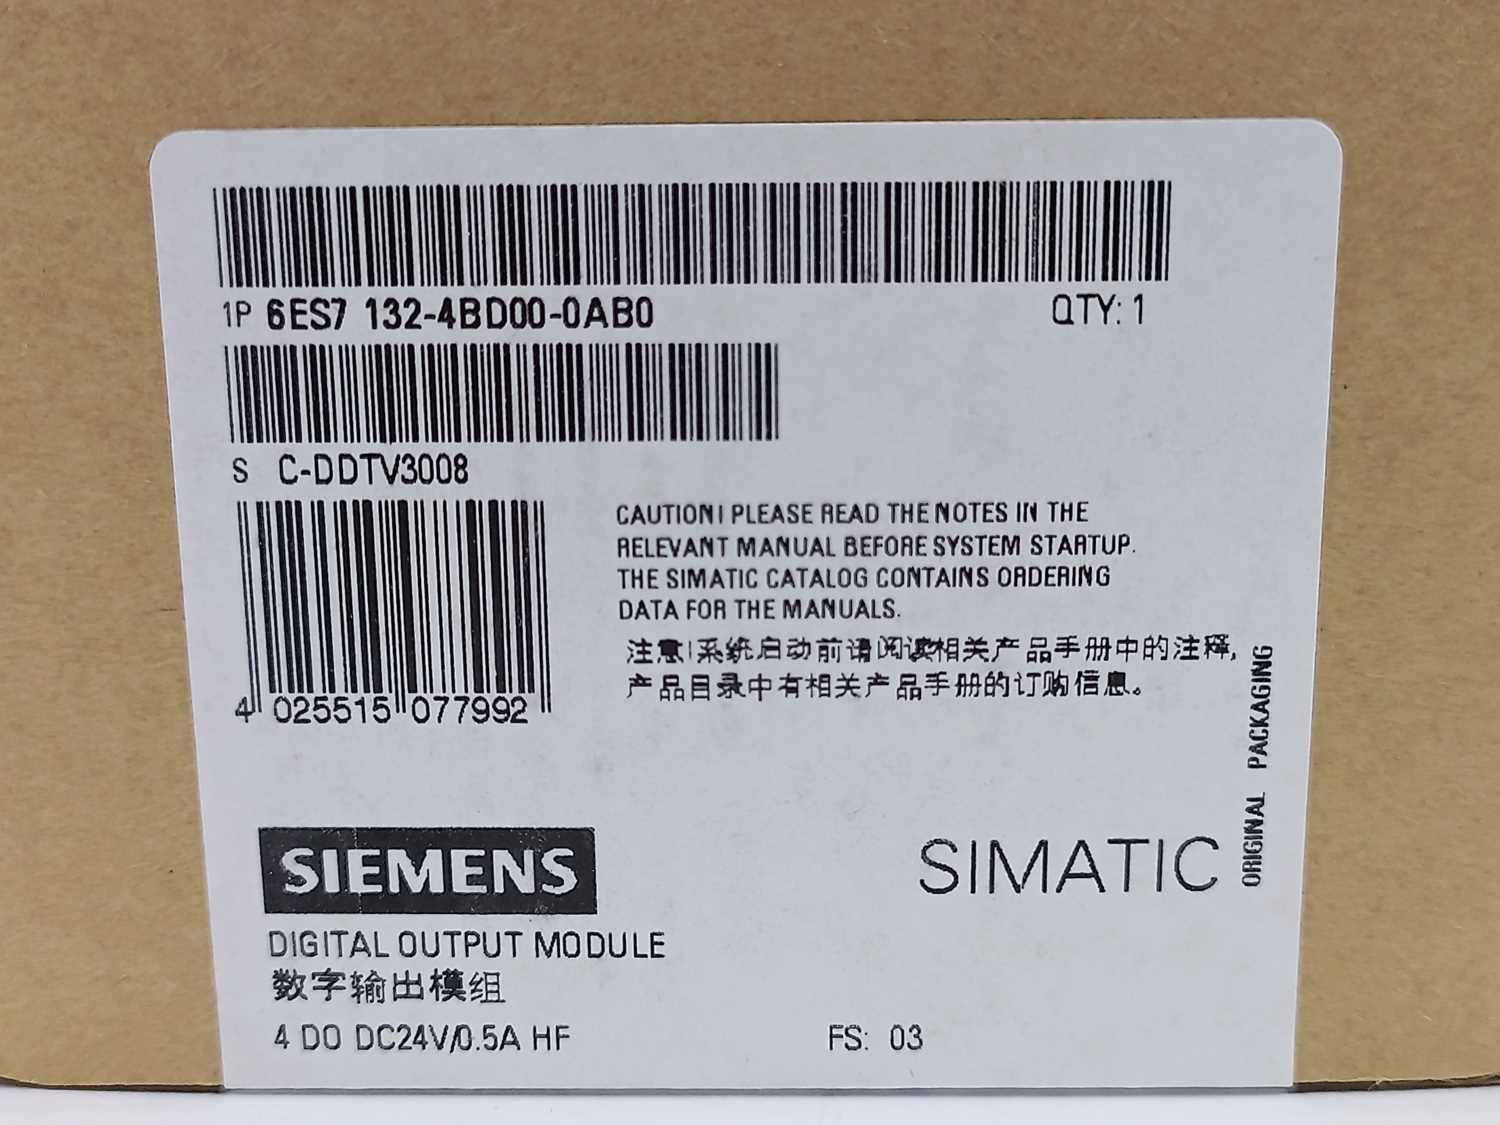 1P 6ES7 132-4BD00-0AB0 QTY: 1
S C-DDTV3008
CAUTION! PLEASE READ THE NOTES IN THE
RELEVANT MANUAL BEFORE SYSTEM STARTUP.
THE SIMATIC CATALOG CONTAINS ORDERING
DATA FOR THE MANUALS.
注意!系统启动前请阅读相关产品手册中的注释,
产品目录中有相关产品手册的订购信息。
4 025515 077992
ORIGINAL PACKAGING
SIEMENS
SIMATIC
DIGITAL OUTPUT MODULE
数字输出模组
4 DO DC24V/0.5A HF FS: 03